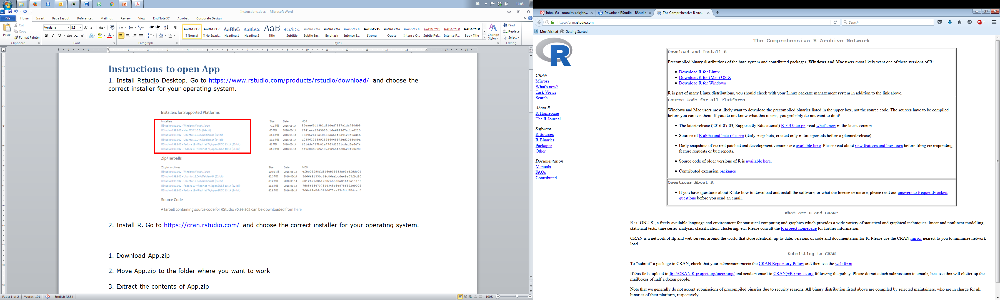 EN
14:08
Instructions.docx - Microsoft Word
File Home Insert Page Layout References Mailings Review View EndNote X7 Acrobat Corporate Design
Paste
Cut
Copy
Format Painter
Clipboard
Verdana 8.5
Font
Paragraph
AaBbCcDc AaBbCcDc AaBbC AaBbCc AaB AaBbCc. AaBbCcDd AaBbCcDd AaBbCcDc AaBbCcD AaBbCcDd AaBbCcDd AaBbCcDI AaBbCcDt AaBbCcDt
¶ Normal ¶ No Spaci... Heading 1 Heading 2 Title Subtitle Subtle Em... Emphasis Intense E... Strong Quote Intense Q... Subtle Ref... Intense R... Book Title
Styles
Change Styles
Find
Replace
Select
Editing
Instructions to open App
1. Install Rstudio Desktop. Go to https://www.rstudio.com/products/rstudio/download/ and choose the
correct installer for your operating system.
Installers for Supported Platforms
Installers Size Date MD5
RStudio 0.99.902 - Windows Vista/7/8/10 77.1 MB 2016-05-14
RStudio 0.99.902 - Mac OS X 10.6+ (64-bit) 60 MB 2016-05-14
RStudio 0.99.902 - Ubuntu 12.04+/Debian 8+ (32-bit) 81.6 MB 2016-05-14
RStudio 0.99.902 - Ubuntu 12.04+/Debian 8+ (64-bit) 88.3 MB 2016-05-14
RStudio 0.99.902 - Fedora 19+/RedHat 7+/openSUSE 13.1+ (32-bit) 81 MB 2016-05-14
RStudio 0.99.902 - Fedora 19+/RedHat 7+/openSUSE 13.1+ (64-bit) 81.9 MB 2016-05-14
Zip/Tarballs
Zip/tar archives Size Date MD5
RStudio 0.99.902 - Windows Vista/7/8/10 110.6 MB 2016-05-14
RStudio 0.99.902 - Ubuntu 12.04+/Debian 8+ (32-bit) 82.3 MB 2016-05-14
RStudio 0.99.902 - Ubuntu 12.04+/Debian 8+ (64-bit) 89.2 MB 2016-05-14
RStudio 0.99.902 - Fedora 19+/RedHat 7+/openSUSE 13.1+ (32-bit) 81.6 MB 2016-05-14
RStudio 0.99.902 - Fedora 19+/RedHat 7+/openSUSE 13.1+ (64-bit) 82.8 MB 2016-05-14
Source Code
A tarball containing source code for RStudio v0.99.902 can be downloaded from here
2. Install R. Go to https://cran.rstudio.com/ and choose the correct installer for your operating system.
1. Download App.zip
2. Move App.zip to the folder where you want to work
3. Extract the contents of App.zip
Page: 1 of 2 Words: 191 English (U.S.) 190%
Inbox (3) - morales.s.alejan... Download RStudio – RStudio The Comprehensive R Arc...
https://cran.rstudio.com
Search
Most Visited Getting Started
R
CRAN
Mirrors
What's new?
Task Views
Search
About R
R Homepage
The R Journal
Software
R Sources
R Binaries
Packages
Other
Documentation
Manuals
FAQs
Contributed
The Comprehensive R Archive Network
Download and Install R
Precompiled binary distributions of the base system and contributed packages, Windows and Mac users most likely want one of these versions of R:
Download R for Linux
Download R for (Mac) OS X
Download R for Windows
R is part of many Linux distributions, you should check with your Linux package management system in addition to the link above.
Source Code for all Platforms
Windows and Mac users most likely want to download the precompiled binaries listed in the upper box, not the source code. The sources have to be compiled
before you can use them. If you do not know what this means, you probably do not want to do it!
The latest release (2016-05-03, Supposedly Educational) R-3.3.0.tar.gz, read what's new in the latest version.
Sources of R alpha and beta releases (daily snapshots, created only in time periods before a planned release).
Daily snapshots of current patched and development versions are available here. Please read about new features and bug fixes before filing corresponding
feature requests or bug reports.
Source code of older versions of R is available here.
Contributed extension packages
Questions About R
If you have questions about R like how to download and install the software, or what the license terms are, please read our answers to frequently asked
questions before you send an email.
What are R and CRAN?
R is ‘GNU S’, a freely available language and environment for statistical computing and graphics which provides a wide variety of statistical and graphical techniques: linear and nonlinear modelling,
statistical tests, time series analysis, classification, clustering, etc. Please consult the R project homepage for further information.
CRAN is a network of ftp and web servers around the world that store identical, up-to-date, versions of code and documentation for R. Please use the CRAN mirror nearest to you to minimize network
load.
Submitting to CRAN
To “submit” a package to CRAN, check that your submission meets the CRAN Repository Policy and then use the web form.
If this fails, upload to ftp://CRAN.R-project.org/incoming/ and send an email to CRAN@R-project.org following the policy. Please do not attach submissions to emails, because this will clutter up the
mailboxes of half a dozen people.
Note that we generally do not accept submissions of precompiled binaries due to security reasons. All binary distribution listed above are compiled by selected maintainers, who are in charge for all
binaries of their platform, respectively.